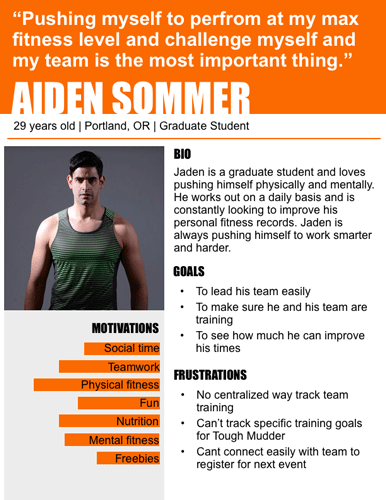 “Pushing myself to perfrom at my max
fitness level and challenge myself and
my team is the most important thing.”
AIDEN SOMMER
29 years old | Portland, OR | Graduate Student
BIO
Jaden is a graduate student and loves
pushing himself physically and mentally.
He works out on a daily basis and is
constantly looking to improve his
personal fitness records. Jaden is
always pushing himself to work smarter
and harder.
GOALS
• To lead his team easily
• To make sure he and his team are
training
• To see how much he can improve
his times
MOTIVATIONS
Social time
Teamwork
Physical fitness
Fun
Nutrition
Mental fitness
Freebies
FRUSTRATIONS
• No centralized way track team
training
• Can’t track specific training goals
for Tough Mudder
• Cant connect easily with team to
register for next event